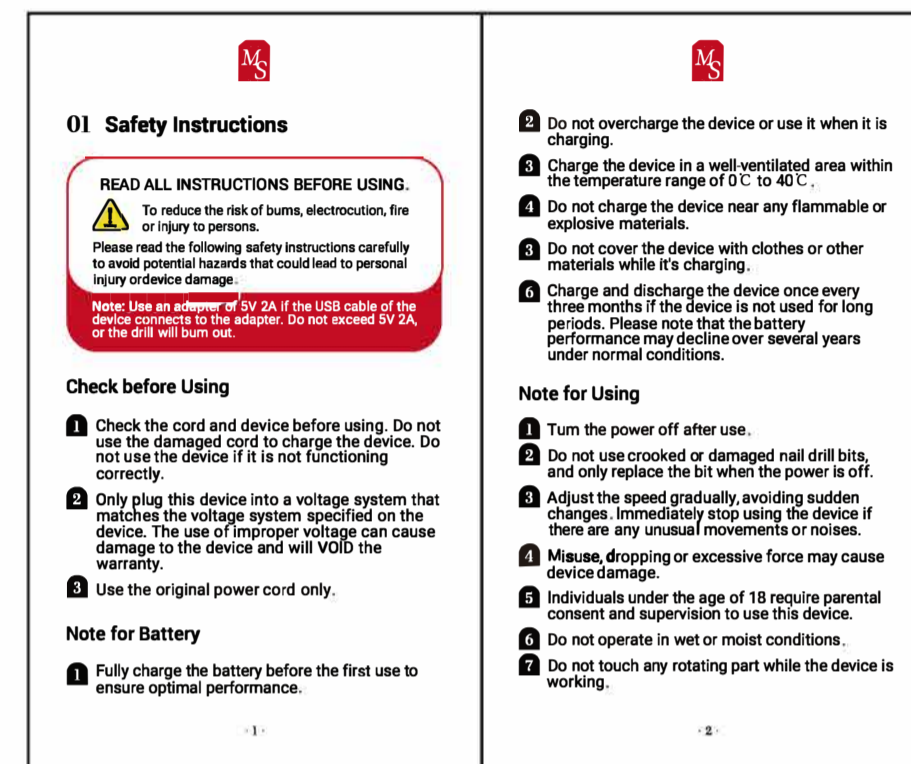 MS
01 Safety Instructions
READ ALL INSTRUCTIONS BEFORE USING.
To reduce the risk of bums, electrocution, fire
or injury to persons.
Please read the following safety instructions carefully
to avoid potential hazards that could lead to personal
injury ordevice damage.
Note: Use an adapter of 5V 2A if the USB cable of the
device connects to the adapter. Do not exceed 5V 2A,
or the drill will bum out.
Check before Using
1 Check the cord and device before using. Do not
use the damaged cord to charge the device. Do
not use the device if it is not functioning
correctly.
2 Only plug this device into a voltage system that
matches the voltage system specified on the
device. The use of improper voltage can cause
damage to the device and will VOID the
warranty.
3 Use the original power cord only.
Note for Battery
1 Fully charge the battery before the first use to
ensure optimal performance.
· 1 ·
MS
2 Do not overcharge the device or use it when it is
charging.
3 Charge the device in a well-ventilated area within
the temperature range of 0℃ to 40℃.
4 Do not charge the device near any flammable or
explosive materials.
3 Do not cover the device with clothes or other
materials while it's charging.
6 Charge and discharge the device once every
three months if the device is not used for long
periods. Please note that the battery
performance may decline over several years
under normal conditions.
Note for Using
1 Tum the power off after use.
2 Do not use crooked or damaged nail drill bits,
and only replace the bit when the power is off.
3 Adjust the speed gradually, avoiding sudden
changes. Immediately stop using the device if
there are any unusual movements or noises.
4 Misuse, dropping or excessive force may cause
device damage.
5 Individuals under the age of 18 require parental
consent and supervision to use this device.
6 Do not operate in wet or moist conditions.
7 Do not touch any rotating part while the device is
working.
· 2 ·